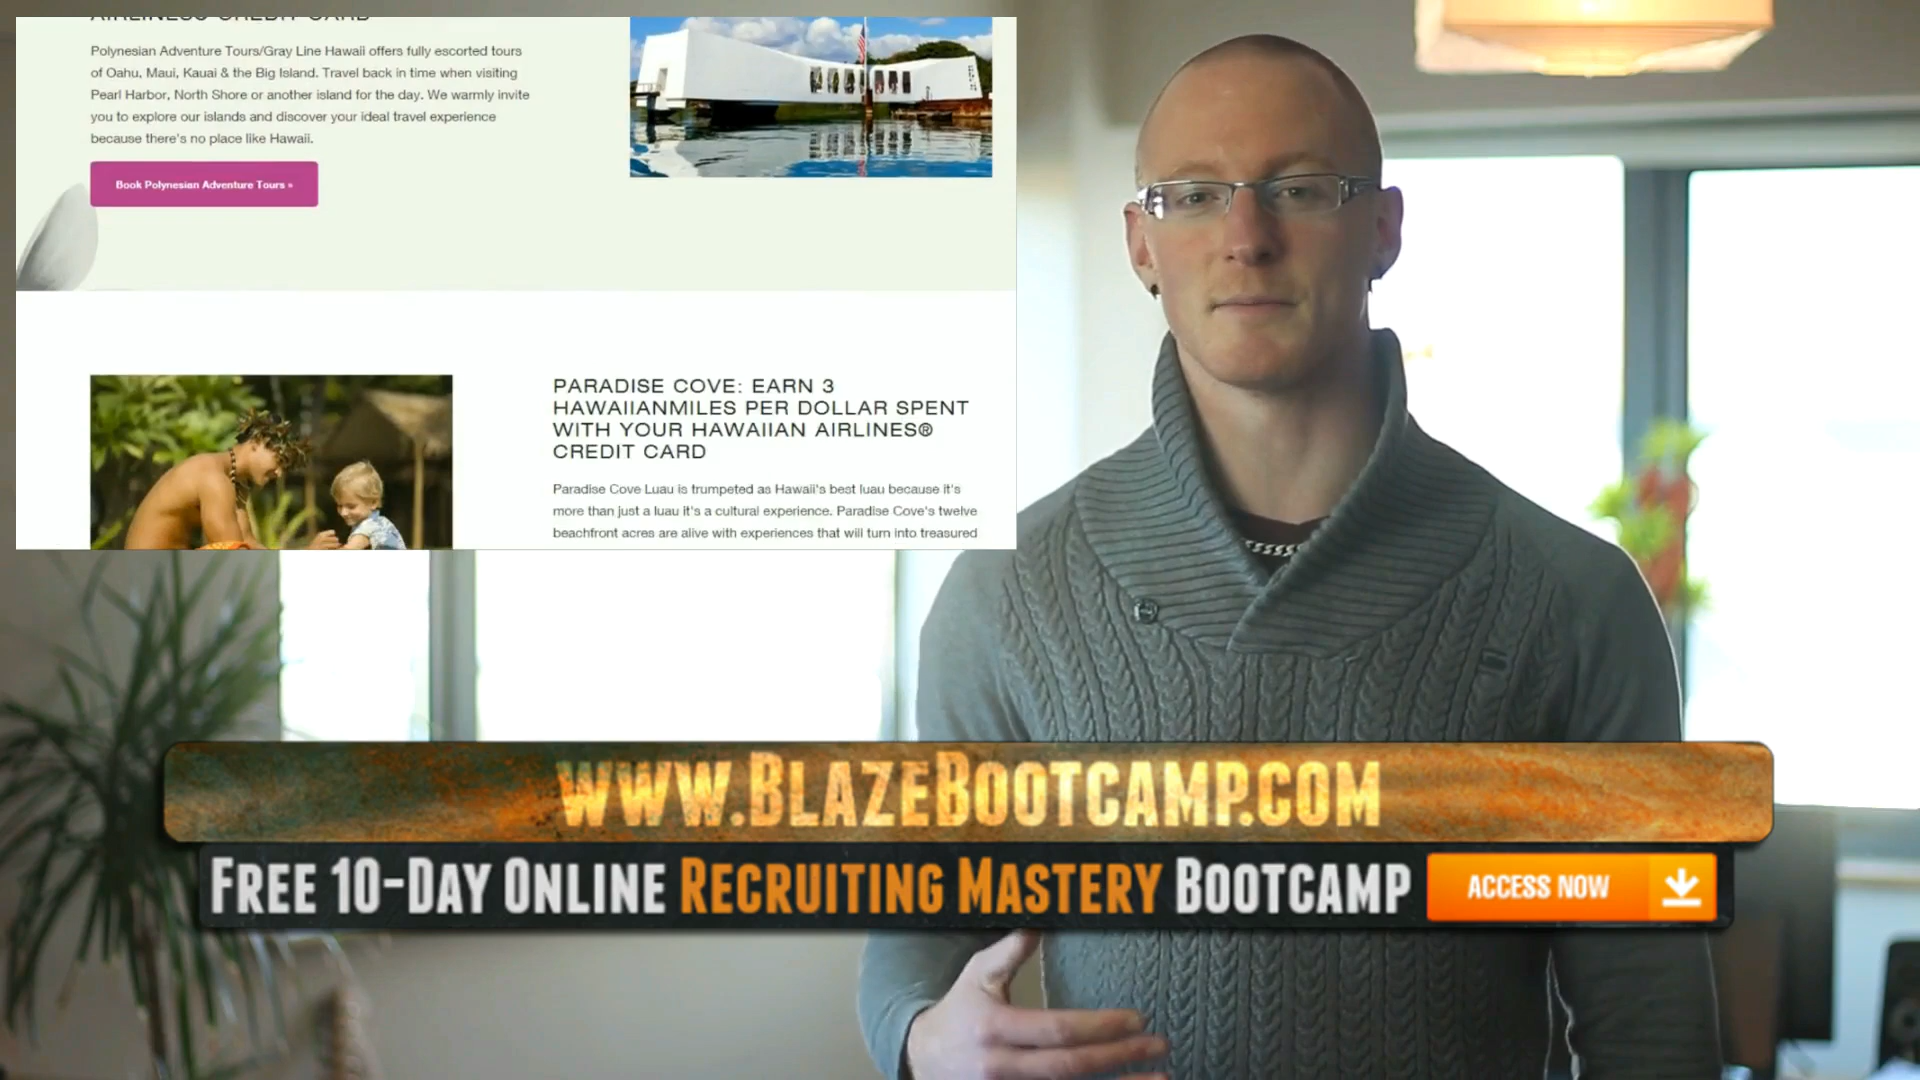 AIRLINES® CREDIT CARD
Polynesian Adventure Tours/Gray Line Hawaii offers fully escorted tours
of Oahu, Maui, Kauai & the Big Island. Travel back in time when visiting
Pearl Harbor, North Shore or another island for the day. We warmly invite
you to explore our islands and discover your ideal travel experience
because there's no place like Hawaii.
Book Polynesian Adventure Tours »
PARADISE COVE: EARN 3
HAWAIIANMILES PER DOLLAR SPENT
WITH YOUR HAWAIIAN AIRLINES®
CREDIT CARD
Paradise Cove Luau is trumpeted as Hawaii's best luau because it's
more than just a luau it's a cultural experience. Paradise Cove's twelve
beachfront acres are alive with experiences that will turn into treasured
www.BlazeBootcamp.com
Free 10-Day Online Recruiting Mastery Bootcamp
ACCESS NOW